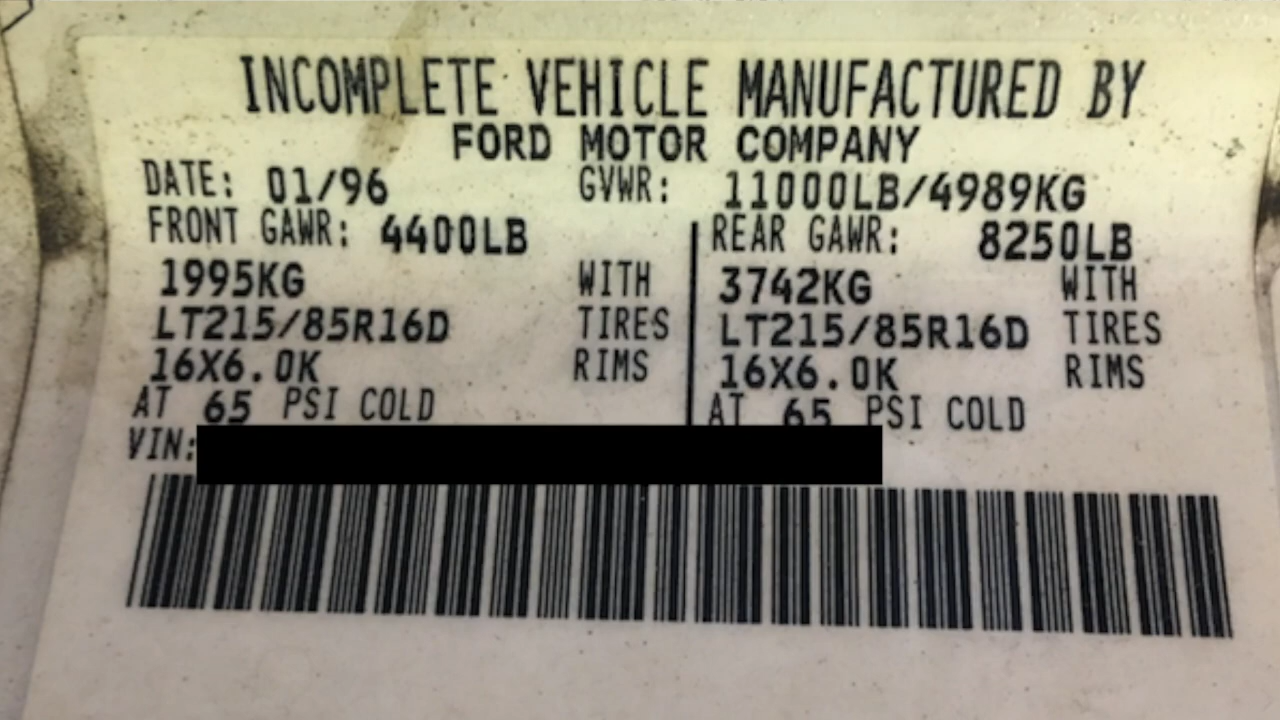 INCOMPLETE VEHICLE MANUFACTURED BY
FORD MOTOR COMPANY
DATE: 01/96 GVWR: 11000LB/4989KG
FRONT GAWR: 4400LB REAR GAWR: 8250LB
1995KG WITH 3742KG WITH
LT215/85R16D TIRES LT215/85R16D TIRES
16X6.0K RIMS 16X6.0K RIMS
AT 65 PSI COLD AT 65 PSI COLD
VIN: